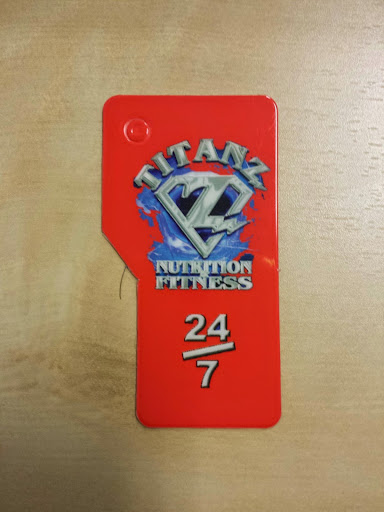 TITANZ
Z
NUTRITION
FITNESS
24
7